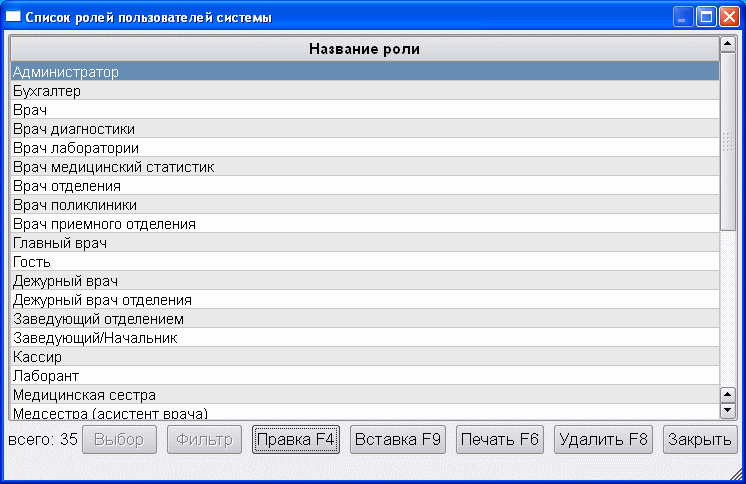 Список ролей пользователей системы
Название роли
Администратор
Бухгалтер
Врач
Врач диагностики
Врач лаборатории
Врач медицинский статистик
Врач отделения
Врач поликлиники
Врач приемного отделения
Главный врач
Гость
Дежурный врач
Дежурный врач отделения
Заведующий отделением
Заведующий/Начальник
Кассир
Лаборант
Медицинская сестра
Медсестра (асистент врача)
всего: 35 Выбор Фильтр Правка F4 Вставка F9 Печать F6 Удалить F8 Закрыть